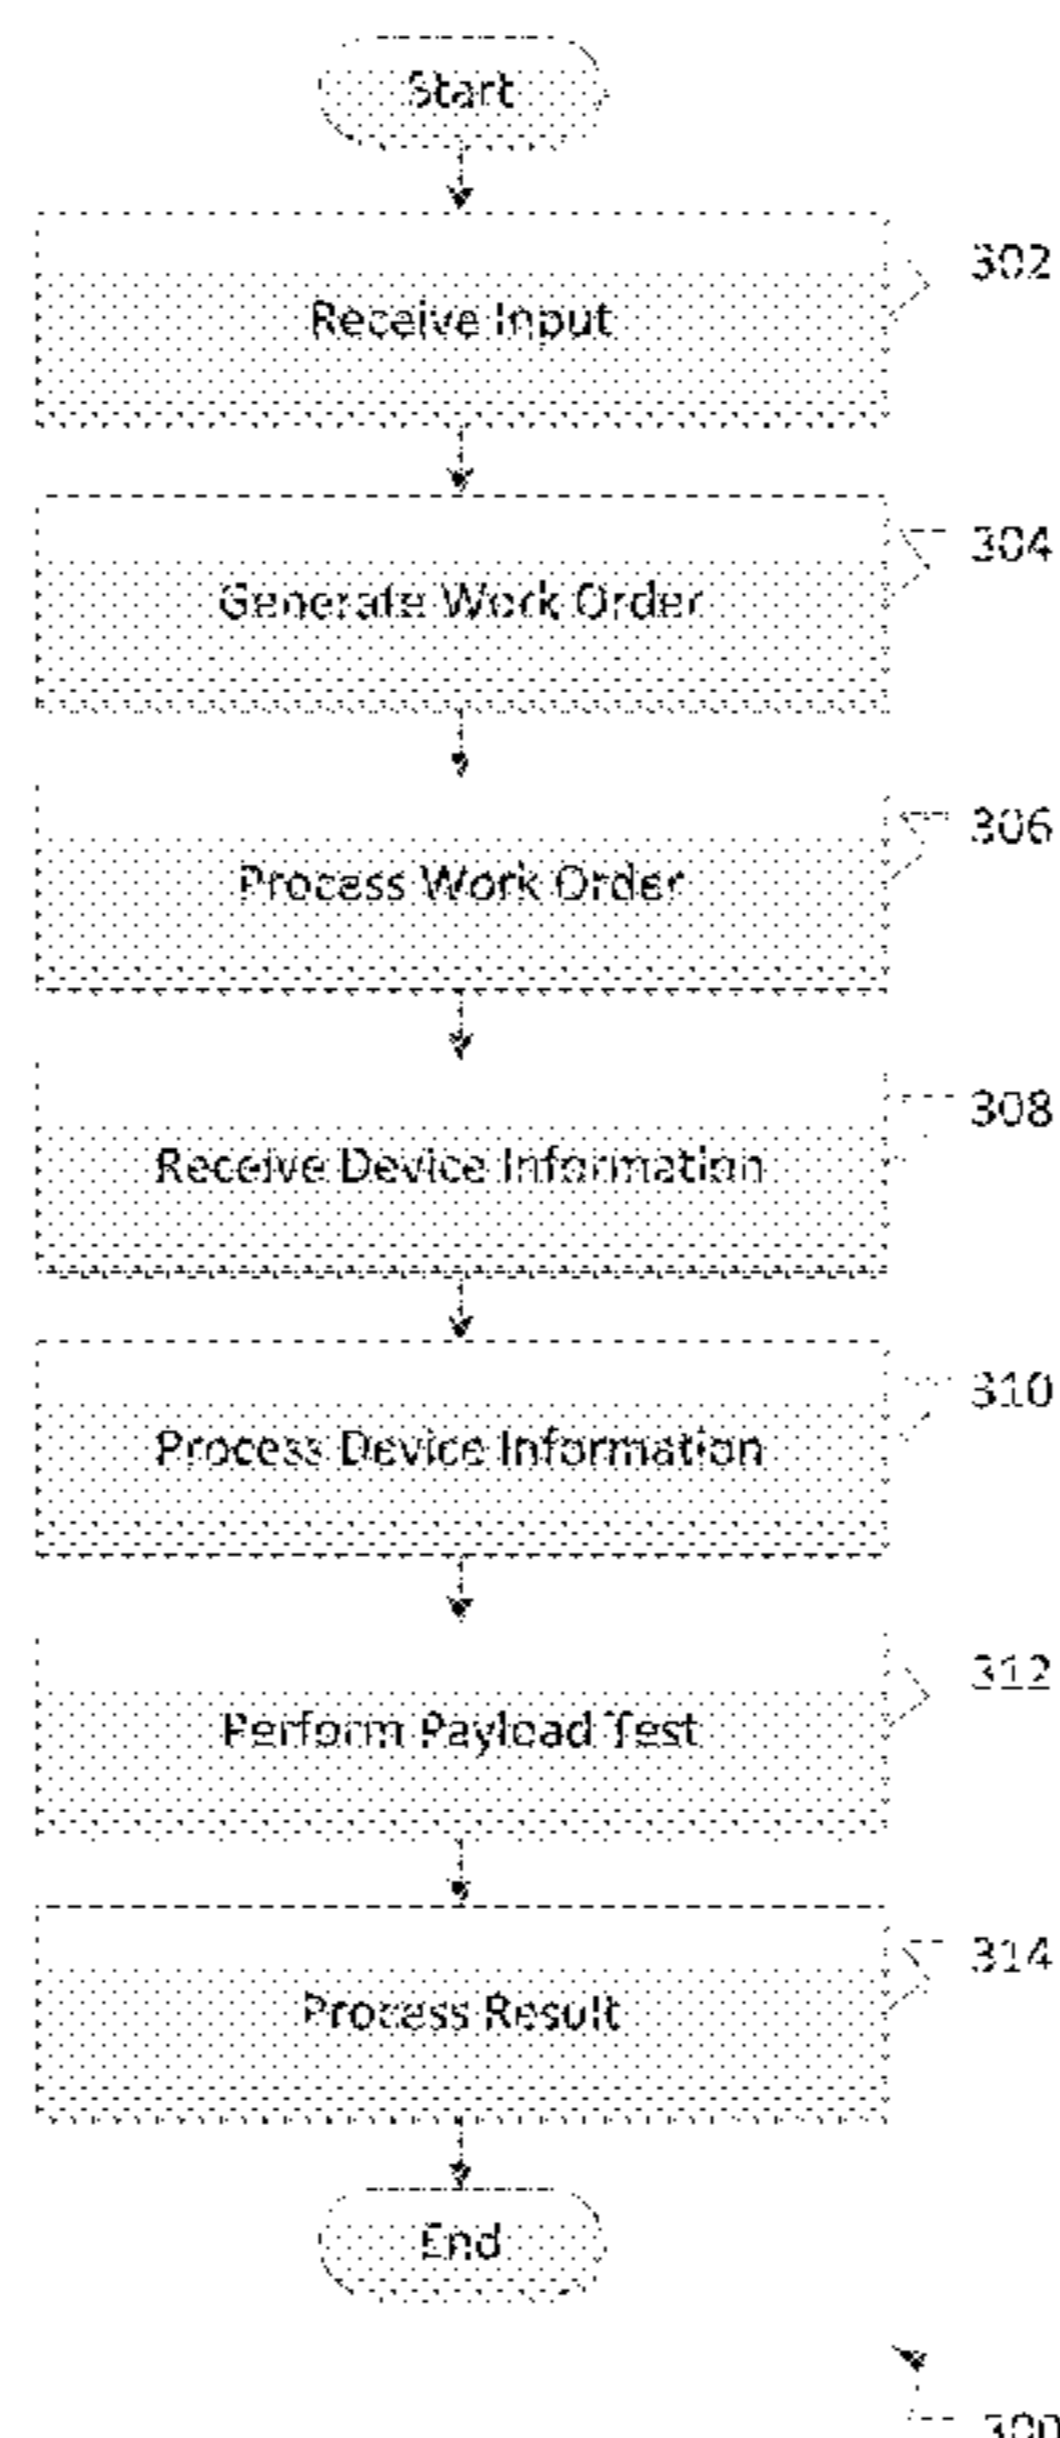 Start
Receive Input
302
Generate Work Order
304
Process Work Order
306
Receive Device Information
308
Process Device Information
310
Perform Payload Test
312
Process Result
314
End
300